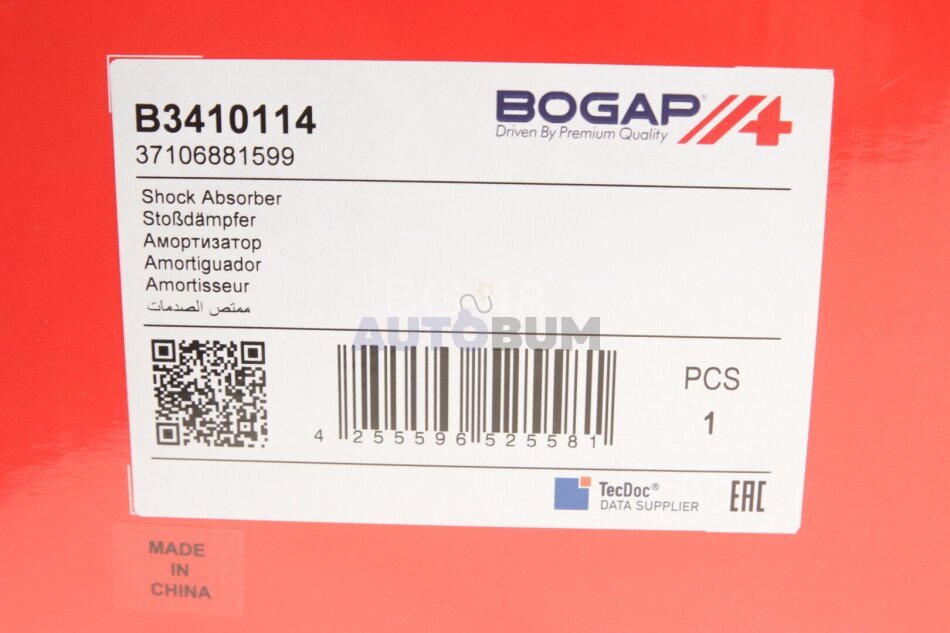 B3410114
37106881599
BOGAP®
Driven By Premium Quality
Shock Absorber
Stoßdämpfer
Амортизатор
Amortiguador
Amortisseur
ممتص الصدمات
AUTOBUM
4 255596 525581
PCS
1
TecDoc®
DATA SUPPLIER
EAC
MADE
IN
CHINA